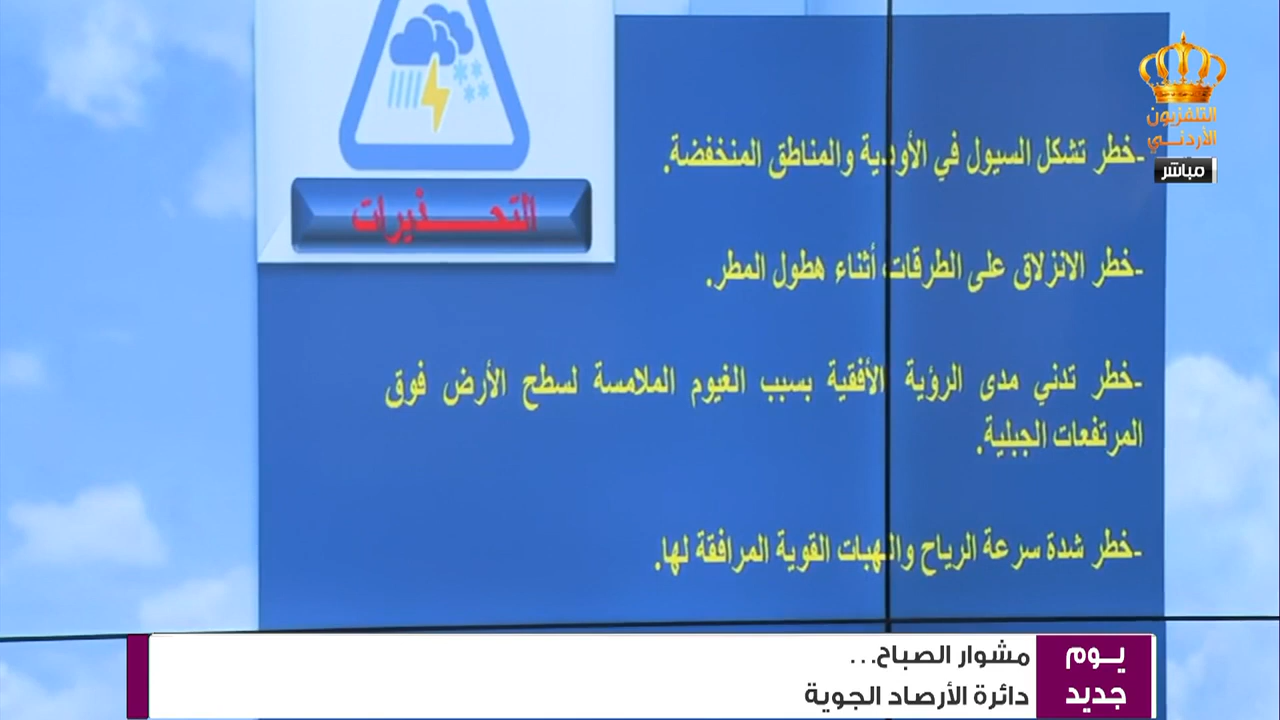 التلفزيون
الأردني
مباشر
التحـــذيرات
-خطر تشكل السيول في الأودية والمناطق المنخفضة.
-خطر الانزلاق على الطرقات أثناء هطول المطر.
-خطر تدني مدى الرؤية الأفقية بسبب الغيوم الملامسة لسطح الأرض فوق
المرتفعات الجبلية.
-خطر شدة سرعة الرياح والهبات القوية المرافقة لها.
يــوم
جديد
مشوار الصباح...
دائرة الأرصاد الجوية